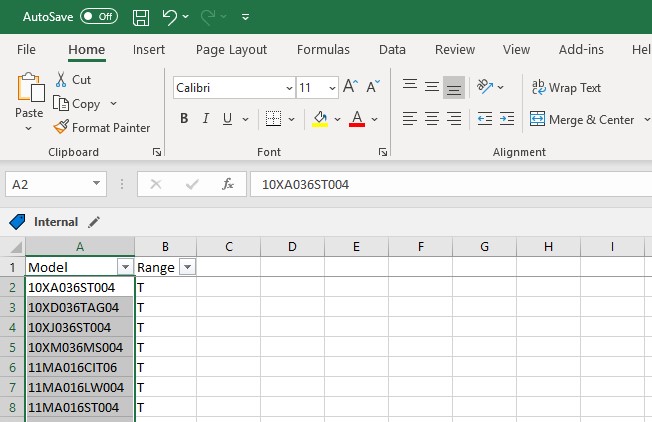 AutoSave Off
File Home Insert Page Layout Formulas Data Review View Add-ins Hel
Paste
Cut
Copy
Format Painter
Clipboard
Calibri 11 A A
B I U A
Font
ab Wrap Text
Merge & Center
Alignment
A2 fx 10XA036ST004
Internal
A B C D E F G H I
1 Model Range
2 10XA036ST004 T
3 10XD036TAG04 T
4 10XJ036ST004 T
5 10XM036MS004 T
6 11MA016CIT06 T
7 11MA016LW004 T
8 11MA016ST004 T